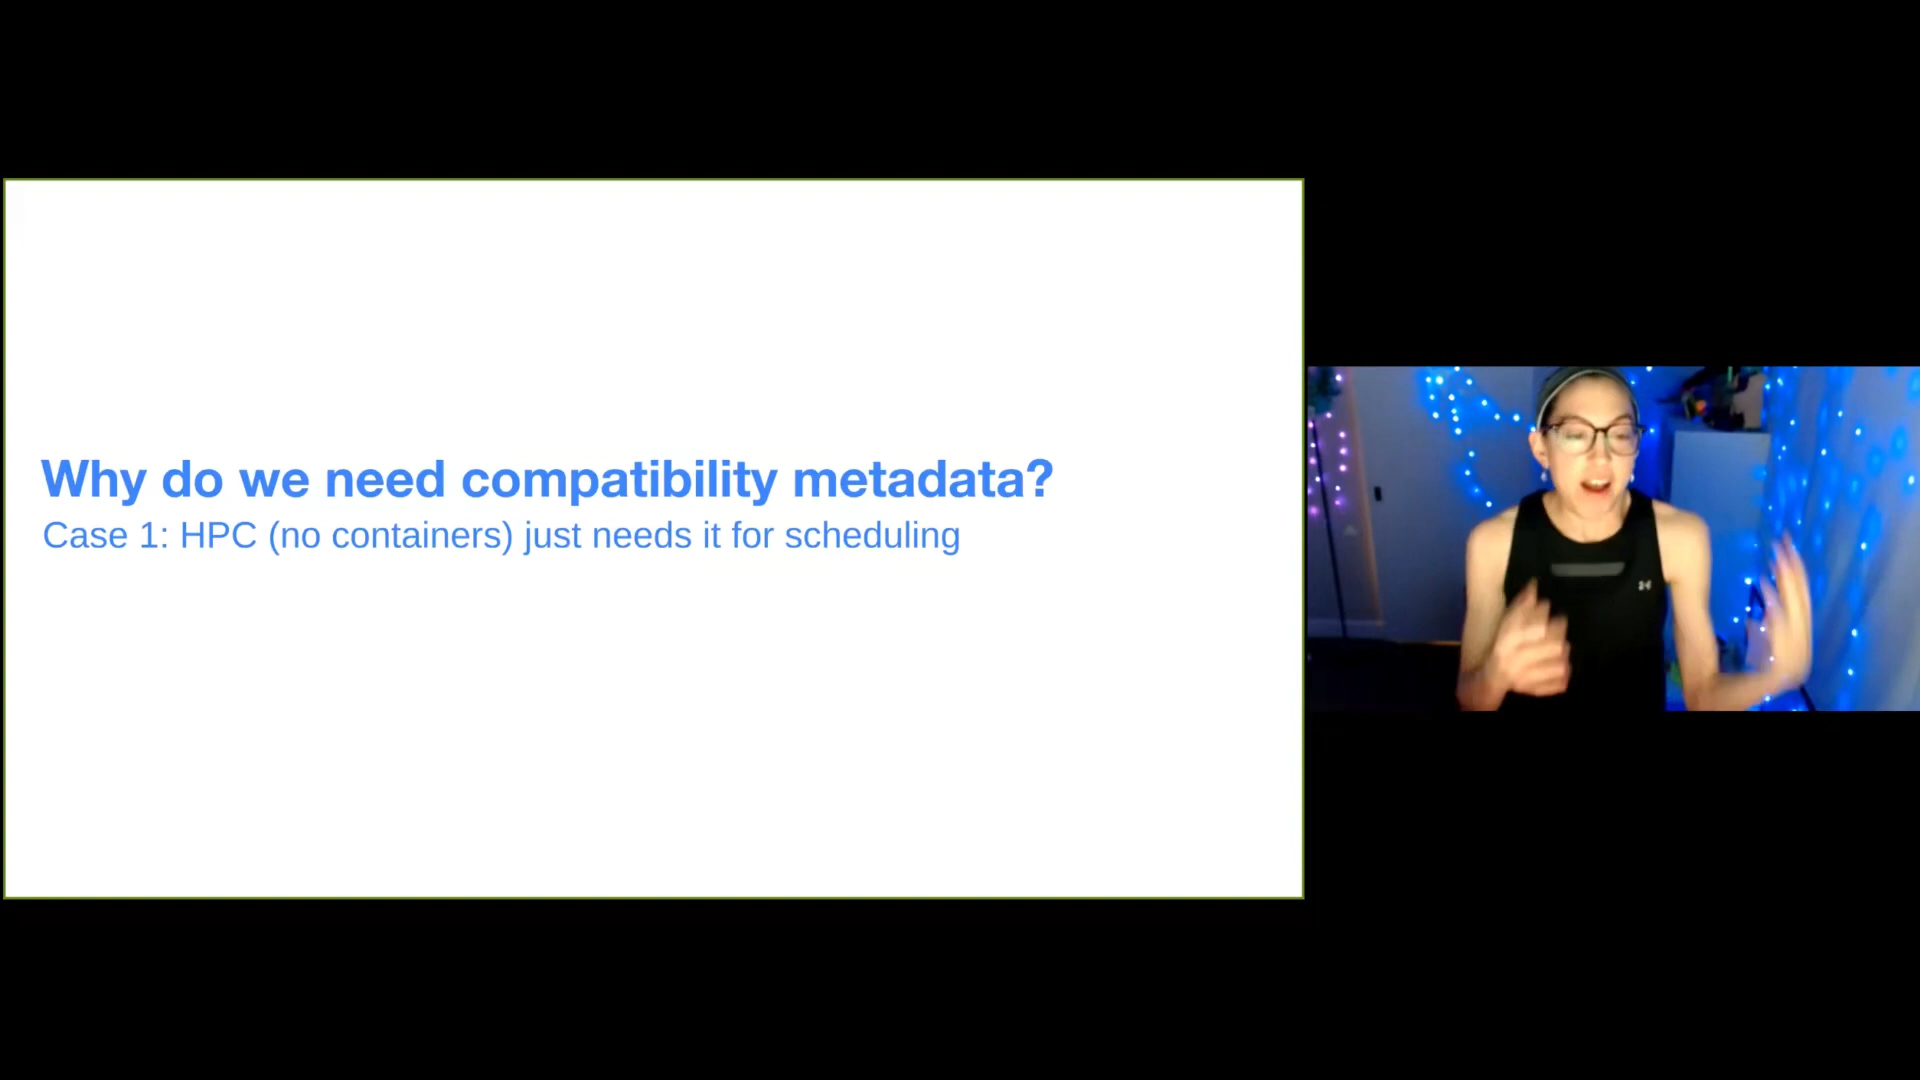 Why do we need compatibility metadata?
Case 1: HPC (no containers) just needs it for scheduling